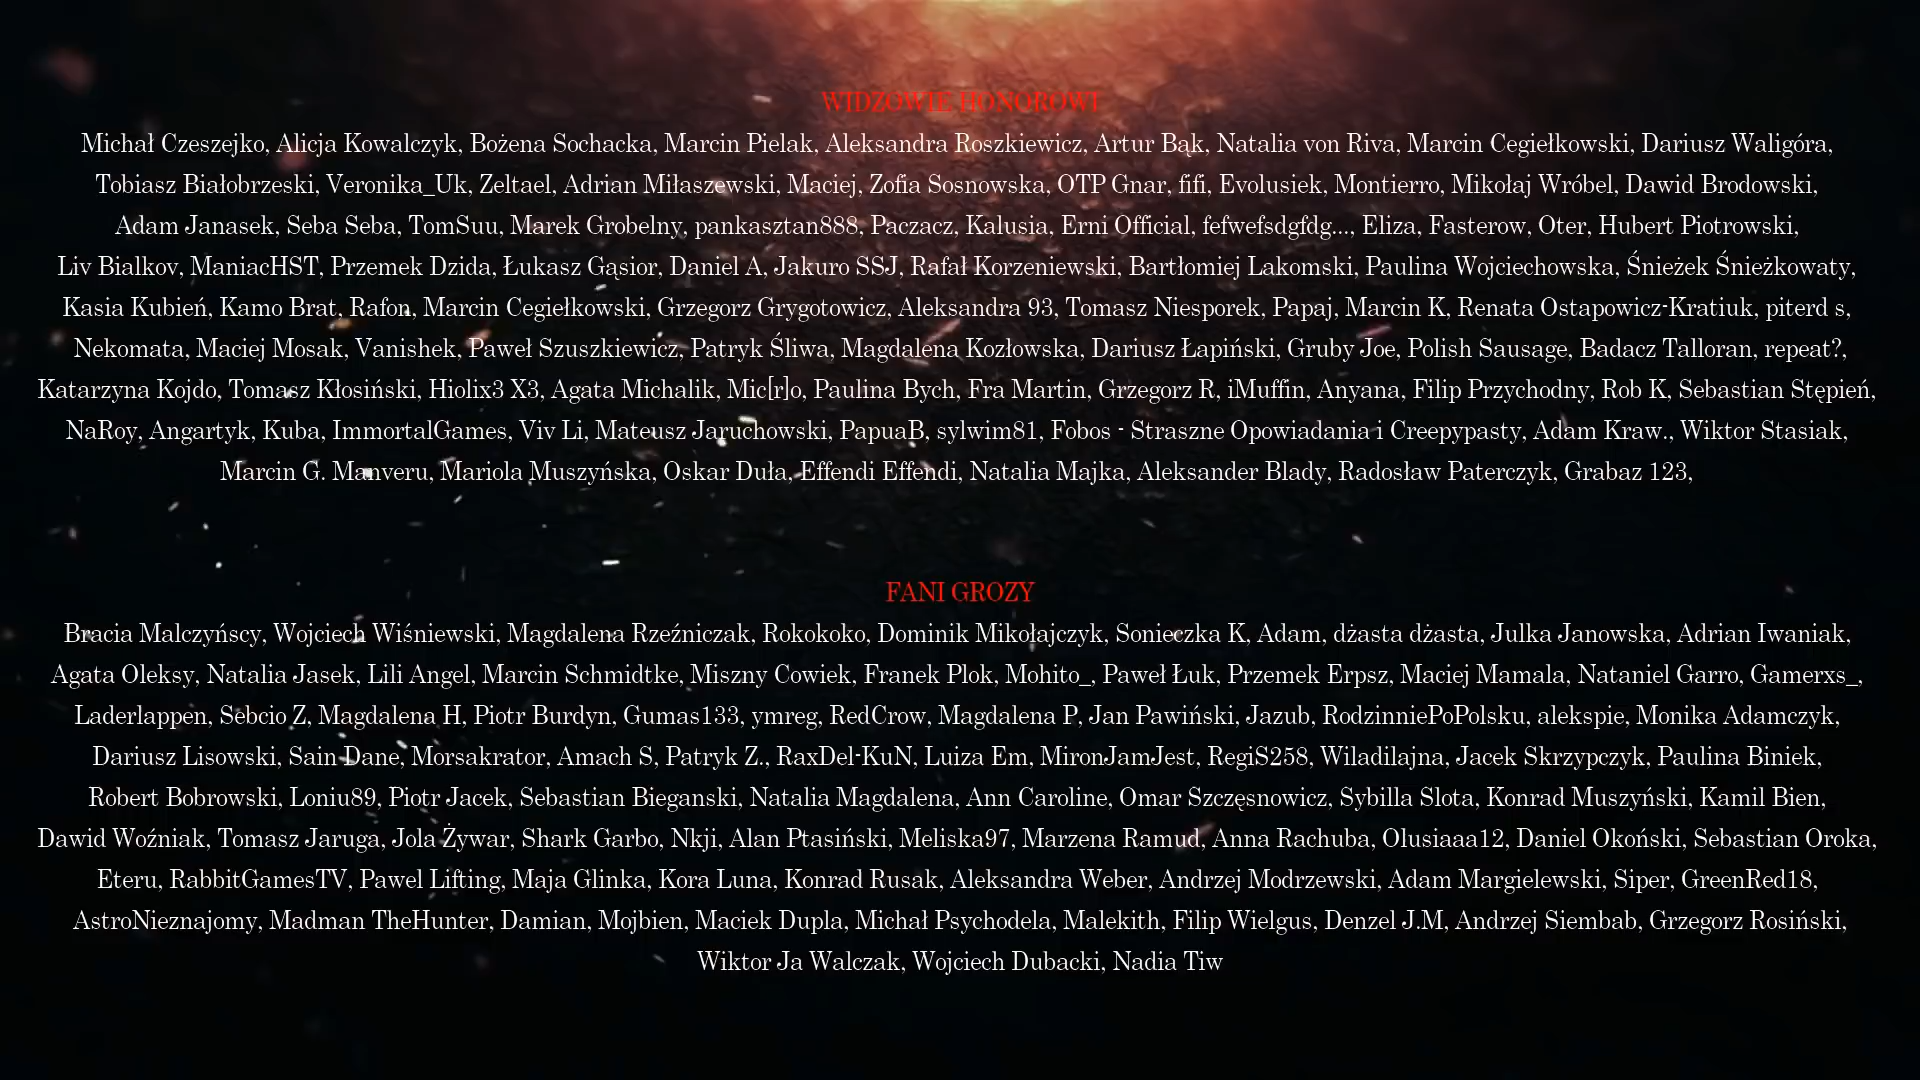 WIDZOWIE HONOROWI
Michał Czeszejko, Alicja Kowalczyk, Bożena Sochacka, Marcin Pielak, Aleksandra Roszkiewicz, Artur Bąk, Natalia von Riva, Marcin Cegiełkowski, Dariusz Waligóra,
Tobiasz Białobrzeski, Veronika_Uk, Zeltael, Adrian Miłaszewski, Maciej, Zofia Sosnowska, OTP Gnar, fifi, Evolusiek, Montierro, Mikołaj Wróbel, Dawid Brodowski,
Adam Janasek, Seba Seba, TomSuu, Marek Grobelny, pankasztan888, Paczacz, Kalusia, Erni Official, fefwefsdgfdg..., Eliza, Fasterow, Oter, Hubert Piotrowski,
Liv Bialkov, ManiacHST, Przemek Dzida, Łukasz Gąsior, Daniel A, Jakuro SSJ, Rafał Korzeniewski, Bartłomiej Lakomski, Paulina Wojciechowska, Śnieżek Śnieżkowaty,
Kasia Kubień, Kamo Brat, Rafon, Marcin Cegiełkowski, Grzegorz Grygotowicz, Aleksandra 93, Tomasz Niesporek, Papaj, Marcin K, Renata Ostapowicz-Kratiuk, piterd s,
Nekomata, Maciej Mosak, Vanishek, Paweł Szuszkiewicz, Patryk Śliwa, Magdalena Kozłowska, Dariusz Łapiński, Gruby Joe, Polish Sausage, Badacz Talloran, repeat?,
Katarzyna Kojdo, Tomasz Kłosiński, Hiolix3 X3, Agata Michalik, Mic[r]o, Paulina Bych, Fra Martin, Grzegorz R, iMuffin, Anyana, Filip Przychodny, Rob K, Sebastian Stępień,
NaRoy, Angartyk, Kuba, ImmortalGames, Viv Li, Mateusz Jaruchowski, PapuaB, sylwim81, Fobos - Straszne Opowiadania i Creepypasty, Adam Kraw., Wiktor Stasiak,
Marcin G. Manveru, Mariola Muszyńska, Oskar Duła, Effendi Effendi, Natalia Majka, Aleksander Blady, Radosław Paterczyk, Grabaz 123,
FANI GROZY
Bracia Malczyńscy, Wojciech Wiśniewski, Magdalena Rzeźniczak, Rokokoko, Dominik Mikołajczyk, Sonieczka K, Adam, dżasta dżasta, Julka Janowska, Adrian Iwaniak,
Agata Oleksy, Natalia Jasek, Lili Angel, Marcin Schmidtke, Miszny Cowiek, Franek Plok, Mohito_, Paweł Łuk, Przemek Erpsz, Maciej Mamala, Nataniel Garro, Gamerxs_,
Laderlappen, Sebcio Z, Magdalena H, Piotr Burdyn, Gumas133, ymreg, RedCrow, Magdalena P, Jan Pawiński, Jazub, RodzinniePoPolsku, alekspie, Monika Adamczyk,
Dariusz Lisowski, Sain Dane, Morsakrator, Amach S, Patryk Z., RaxDel-KuN, Luiza Em, MironJamJest, RegiS258, Wiladilajna, Jacek Skrzypczyk, Paulina Biniek,
Robert Bobrowski, Loniu89, Piotr Jacek, Sebastian Bieganski, Natalia Magdalena, Ann Caroline, Omar Szczęsnowicz, Sybilla Slota, Konrad Muszyński, Kamil Bien,
Dawid Woźniak, Tomasz Jaruga, Jola Żywar, Shark Garbo, Nkji, Alan Ptasiński, Meliska97, Marzena Ramud, Anna Rachuba, Olusiaaa12, Daniel Okoński, Sebastian Oroka,
Eteru, RabbitGamesTV, Pawel Lifting, Maja Glinka, Kora Luna, Konrad Rusak, Aleksandra Weber, Andrzej Modrzewski, Adam Margielewski, Siper, GreenRed18,
AstroNieznajomy, Madman TheHunter, Damian, Mojbien, Maciek Dupla, Michał Psychodela, Malekith, Filip Wielgus, Denzel J.M, Andrzej Siembab, Grzegorz Rosiński,
Wiktor Ja Walczak, Wojciech Dubacki, Nadia Tiw